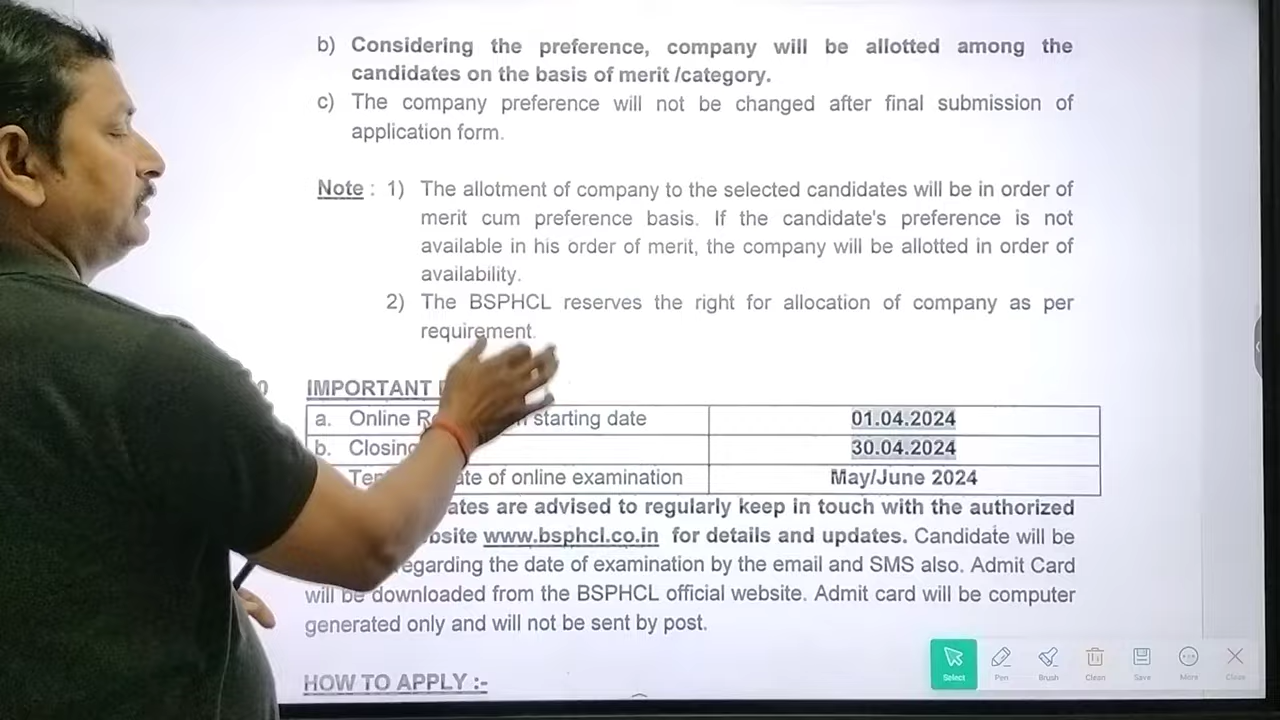 b) Considering the preference, company will be allotted among the
candidates on the basis of merit /category.
c) The company preference will not be changed after final submission of
application form.
Note : 1) The allotment of company to the selected candidates will be in order of
merit cum preference basis. If the candidate's preference is not
available in his order of merit, the company will be allotted in order of
availability.
2) The BSPHCL reserves the right for allocation of company as per
requirement.
IMPORTANT
a. Online starting date 01.04.2024
b. Closing 30.04.2024
of online examination May/June 2024
are advised to regularly keep in touch with the authorized
www.bsphcl.co.in for details and updates. Candidate will be
regarding the date of examination by the email and SMS also. Admit Card
will be downloaded from the BSPHCL official website. Admit card will be computer
generated only and will not be sent by post.
HOW TO APPLY :-
Select Pen Brush Clean Save More Close